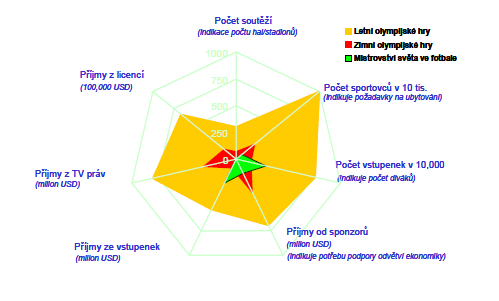 Počet soutěží
(Indikace počtu hal/stadionů)
Letní olympijské hry
Zimní olympijské hry
Mistrovství světa ve fotbale
1000
750
500
250
0
Příjmy z licencí
(100,000 USD)
Počet sportovců v 10 tis.
(Indikuje požadavky na ubytování)
Počet vstupenek v 10,000
(Indikuje počet diváků)
Příjmy z TV práv
(milion USD)
Příjmy od sponzorů
(milion USD)
(Indikuje potřebu podpory odvětví ekonomiky)
Příjmy ze vstupenek
(milion USD)